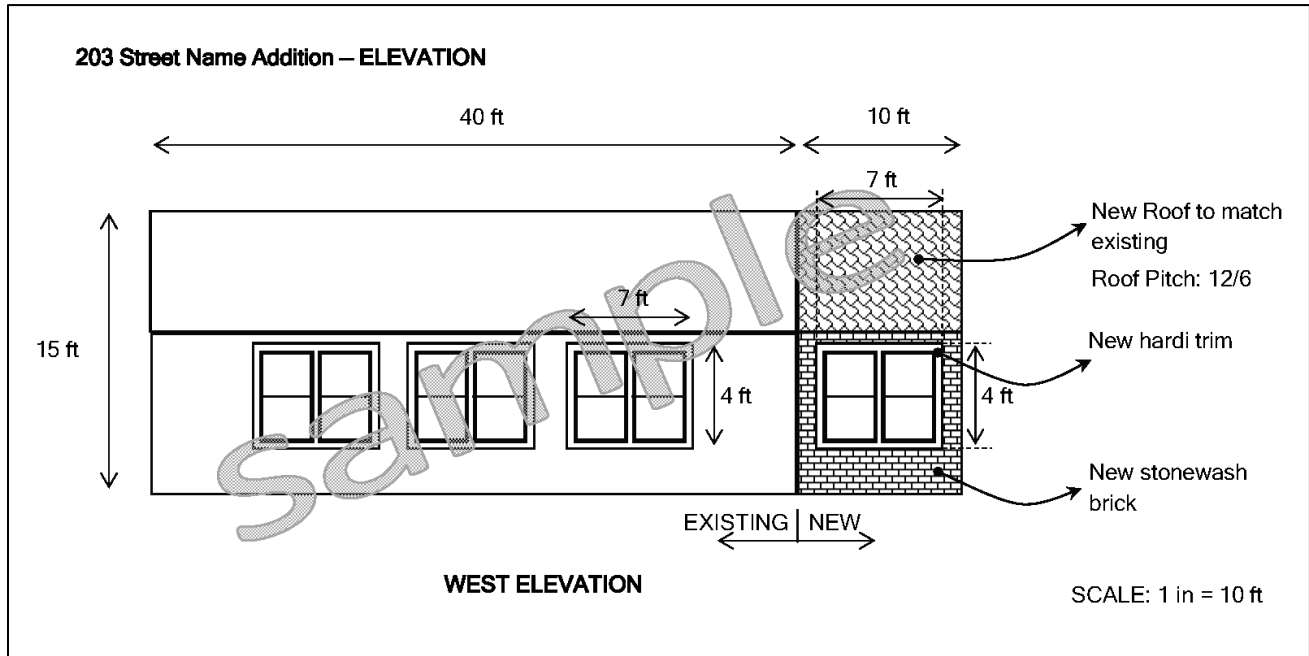 203 Street Name Addition – ELEVATION
40 ft
10 ft
7 ft
New Roof to match
existing
Roof Pitch: 12/6
7 ft
15 ft
New hardi trim
4 ft
4 ft
sample
New stonewash
brick
EXISTING | NEW
WEST ELEVATION
SCALE: 1 in = 10 ft